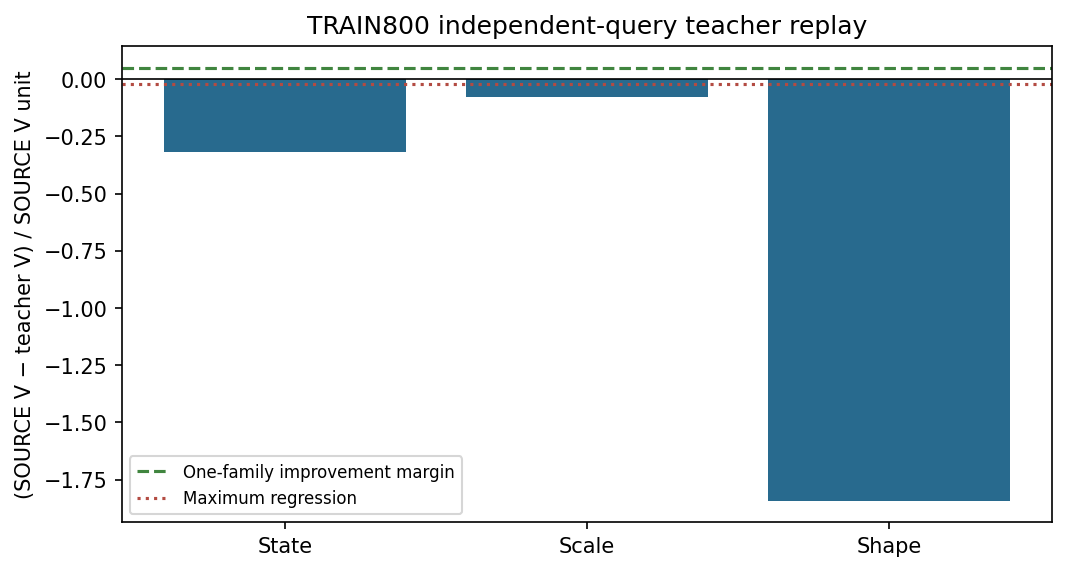 TRAIN800 independent-query teacher replay
(SOURCE V − teacher V) / SOURCE V unit
0.00
−0.25
−0.50
−0.75
−1.00
−1.25
−1.50
−1.75
One-family improvement margin
Maximum regression
State
Scale
Shape